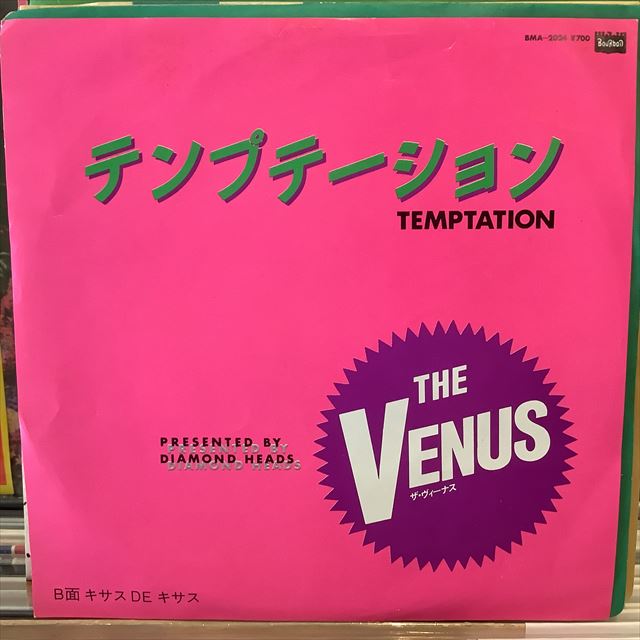 BMA-2024 ¥700
Bourbon
テンプテーション
TEMPTATION
THE
VENUS
ザ・ヴィーナス
PRESENTED BY
DIAMOND HEADS
B面 キサス DE キサス